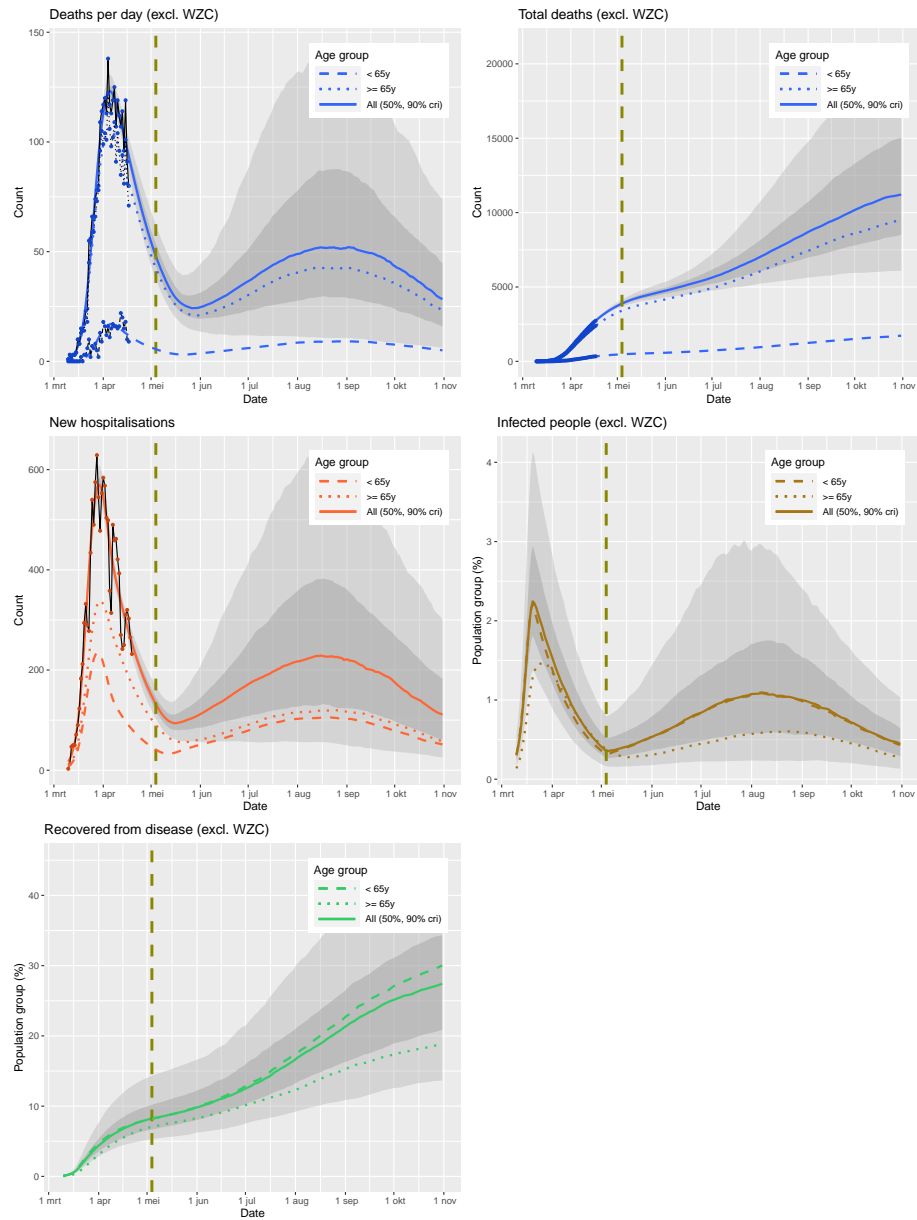 Deaths per day (excl. WZC)
150
100
50
0
Count
Age group
< 65y
>= 65y
All (50%, 90% cri)
1 mrt 1 apr 1 mei 1 jun 1 jul 1 aug 1 sep 1 okt 1 nov
Date
Total deaths (excl. WZC)
20000
15000
10000
5000
0
Count
Age group
< 65y
>= 65y
All (50%, 90% cri)
1 mrt 1 apr 1 mei 1 jun 1 jul 1 aug 1 sep 1 okt 1 nov
Date
New hospitalisations
600
400
200
0
Count
Age group
< 65y
>= 65y
All (50%, 90% cri)
1 mrt 1 apr 1 mei 1 jun 1 jul 1 aug 1 sep 1 okt 1 nov
Date
Infected people (excl. WZC)
4
3
2
1
0
Population group (%)
Age group
< 65y
>= 65y
All (50%, 90% cri)
1 mrt 1 apr 1 mei 1 jun 1 jul 1 aug 1 sep 1 okt 1 nov
Date
Recovered from disease (excl. WZC)
40
30
20
10
0
Population group (%)
Age group
< 65y
>= 65y
All (50%, 90% cri)
1 mrt 1 apr 1 mei 1 jun 1 jul 1 aug 1 sep 1 okt 1 nov
Date